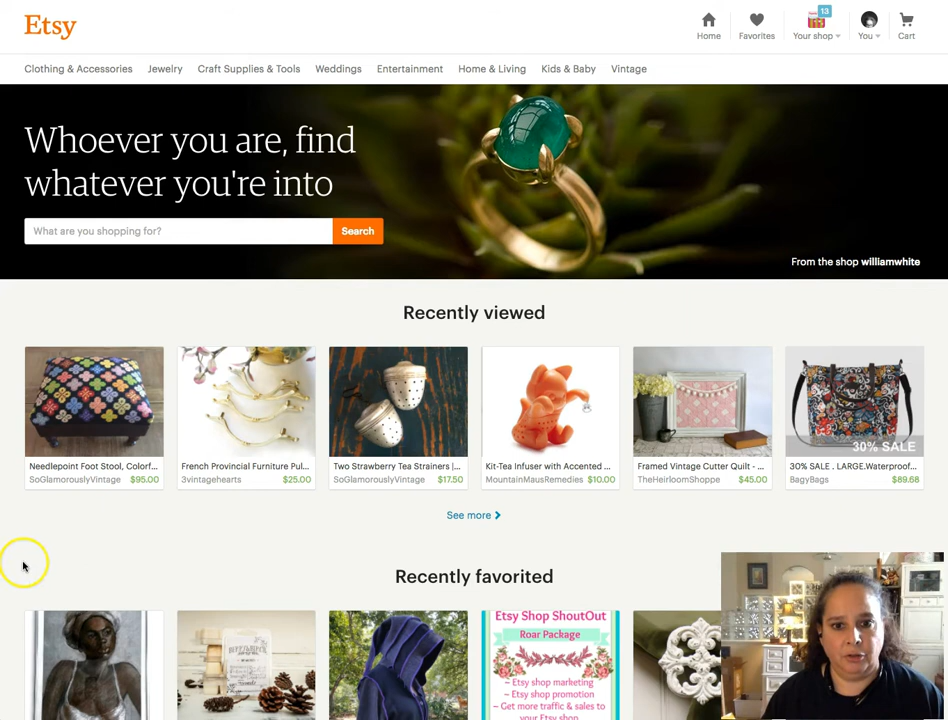 Etsy
13
Home
Favorites
Your shop
You
Cart
Clothing & Accessories
Jewelry
Craft Supplies & Tools
Weddings
Entertainment
Home & Living
Kids & Baby
Vintage
Whoever you are, find
whatever you're into
What are you shopping for?
Search
From the shop williamwhite
Recently viewed
30% SALE
Needlepoint Foot Stool, Colorf...
SoGlamorouslyVintage $95.00
French Provincial Furniture Pul...
3vintagehearts $25.00
Two Strawberry Tea Strainers |...
SoGlamorouslyVintage $17.50
Kit-Tea Infuser with Accented ...
MountainMausRemedies $10.00
Framed Vintage Cutter Quilt - ...
TheHeirloomShoppe $45.00
30% SALE . LARGE.Waterproof...
BagyBags $89.68
See more
Recently favorited
Etsy Shop ShoutOut
Roar Package
~ Etsy shop marketing
~ Etsy shop promotion
~ Get more traffic & sales to
your Etsy shop